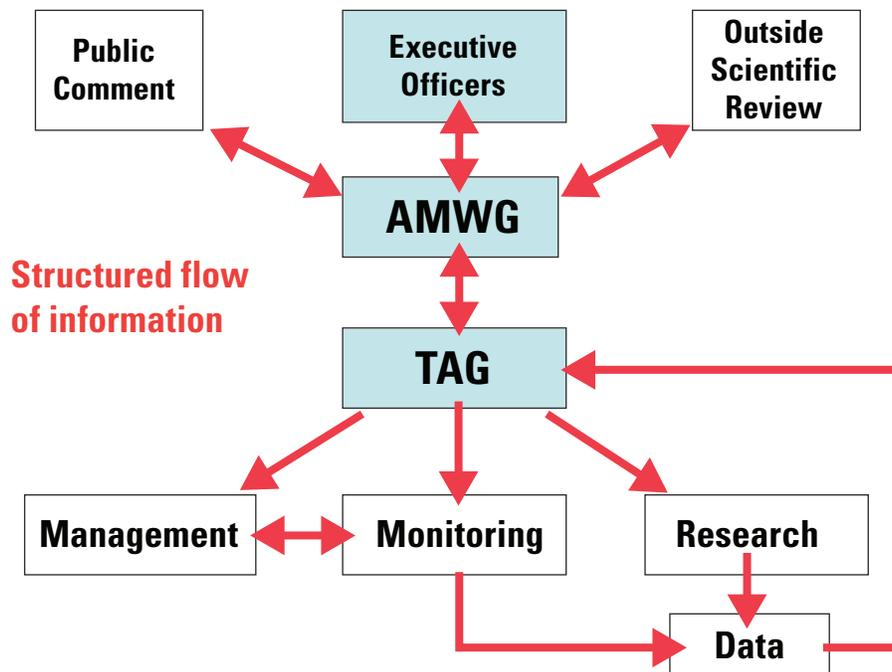 Public
Comment
Executive
Officers
Outside
Scientific
Review
AMWG
Structured flow
of information
TAG
Management
Monitoring
Research
Data